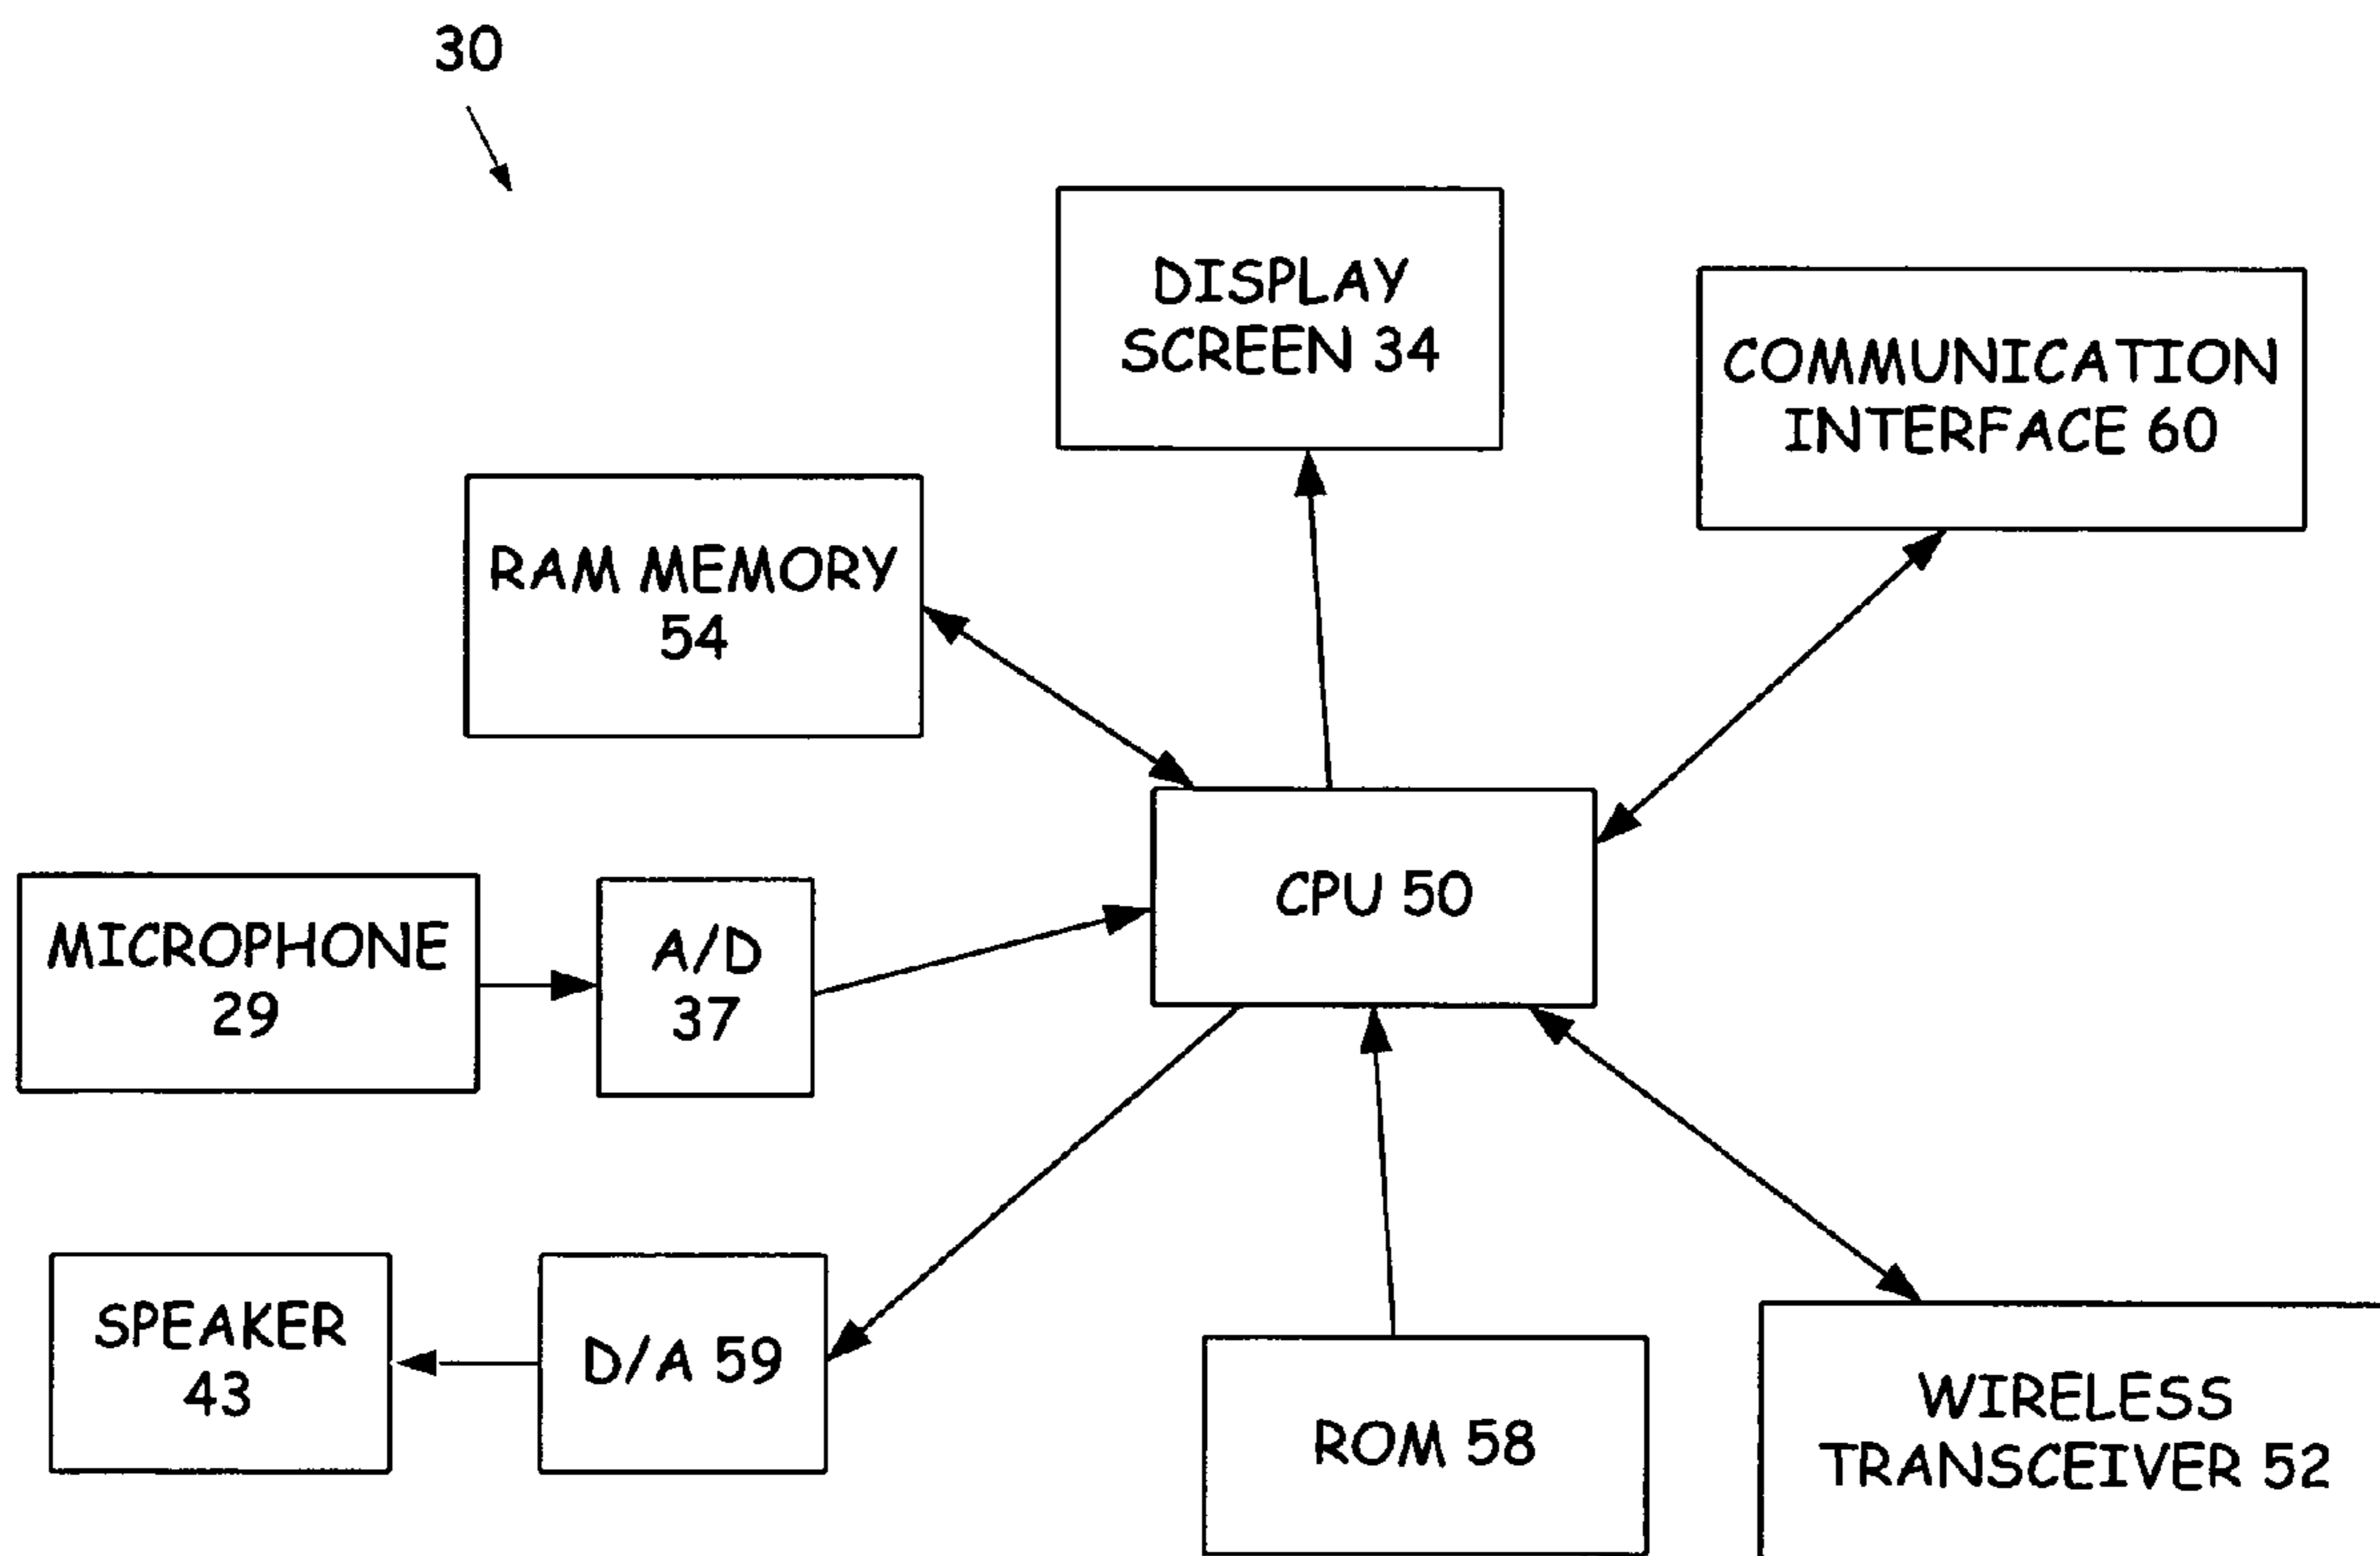 30
DISPLAY
SCREEN 34
COMMUNICATION
INTERFACE 60
RAM MEMORY
54
CPU 50
MICROPHONE
29
A/D
37
SPEAKER
43
D/A 59
ROM 58
WIRELESS
TRANSCEIVER 52